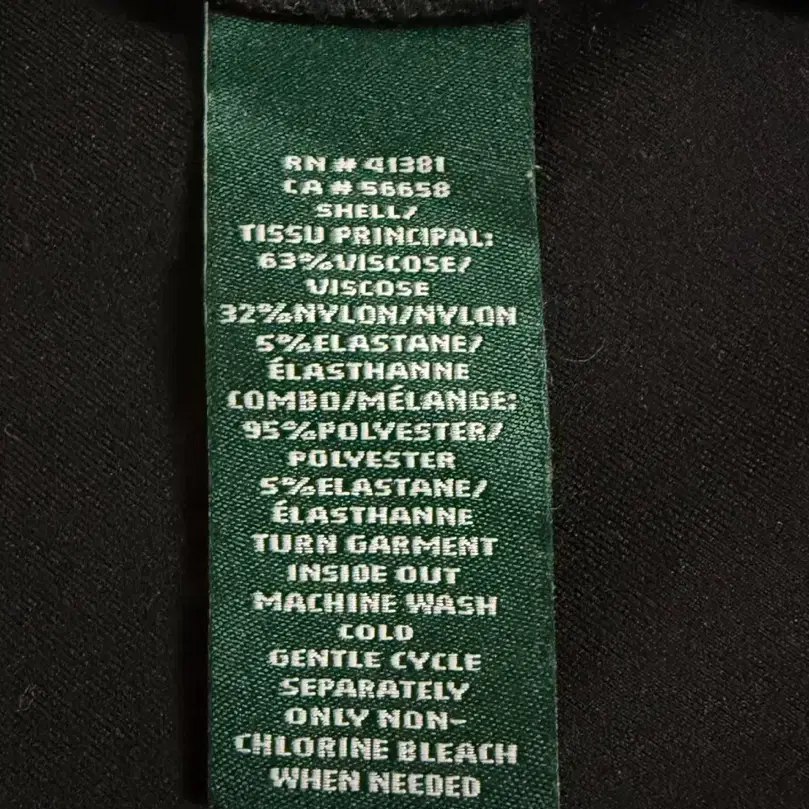 RN # 41381
CA # 56658
SHELL/
TISSU PRINCIPAL:
63%VISCOSE/
VISCOSE
32%NYLON/NYLON
5%ELASTANE/
ÉLASTHANNE
COMBO/MÉLANGE:
95%POLYESTER/
POLYESTER
5%ELASTANE/
ÉLASTHANNE
TURN GARMENT
INSIDE OUT
MACHINE WASH
COLD
GENTLE CYCLE
SEPARATELY
ONLY NON-
CHLORINE BLEACH
WHEN NEEDED